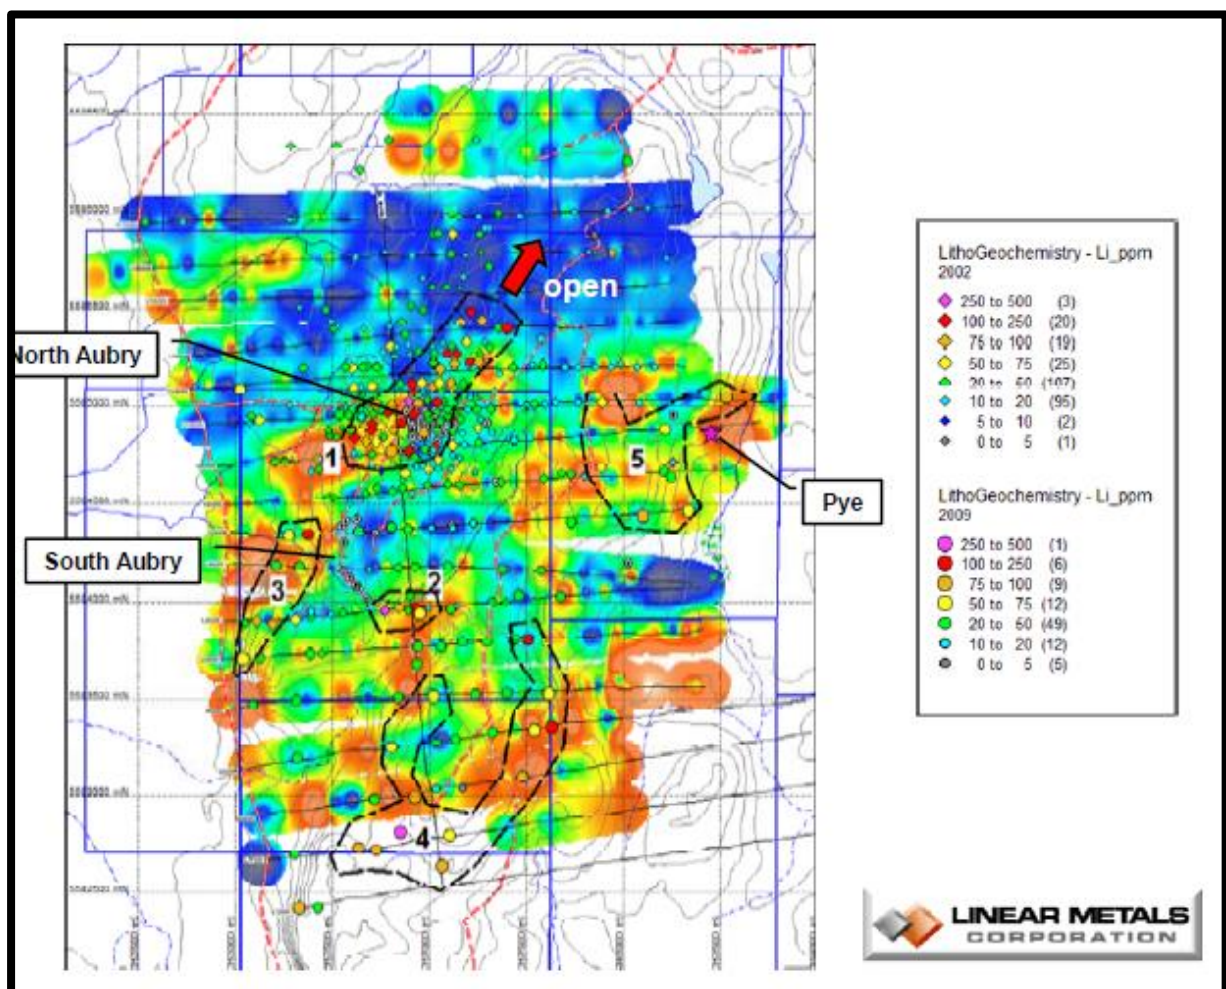 open
North Aubry
1
5
Pye
South Aubry
3
2
4
LithoGeochemistry - Li_ppm
2002
250 to 500 (3)
100 to 250 (20)
75 to 100 (19)
50 to 75 (25)
20 to 50 (107)
10 to 20 (95)
5 to 10 (2)
0 to 5 (1)
LithoGeochemistry - Li_ppm
2009
250 to 500 (1)
100 to 250 (6)
75 to 100 (9)
50 to 75 (12)
20 to 50 (49)
10 to 20 (12)
0 to 5 (5)
LINEAR METALS
CORPORATION